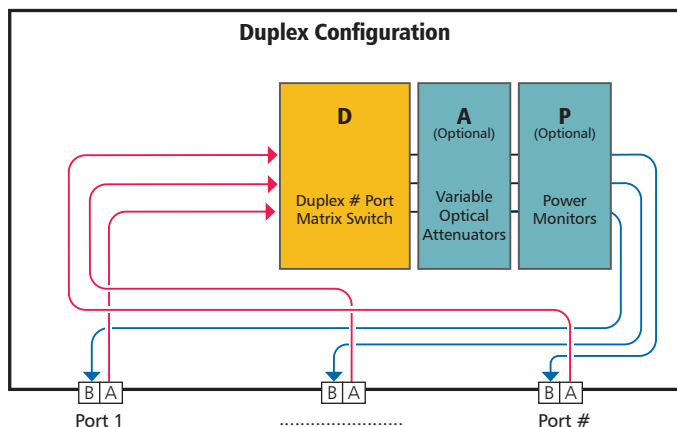 Duplex Configuration
D
Duplex # Port
Matrix Switch
A
(Optional)
Variable
Optical
Attenuators
P
(Optional)
Power
Monitors
B A
B A
B A
Port 1
.......................
Port #